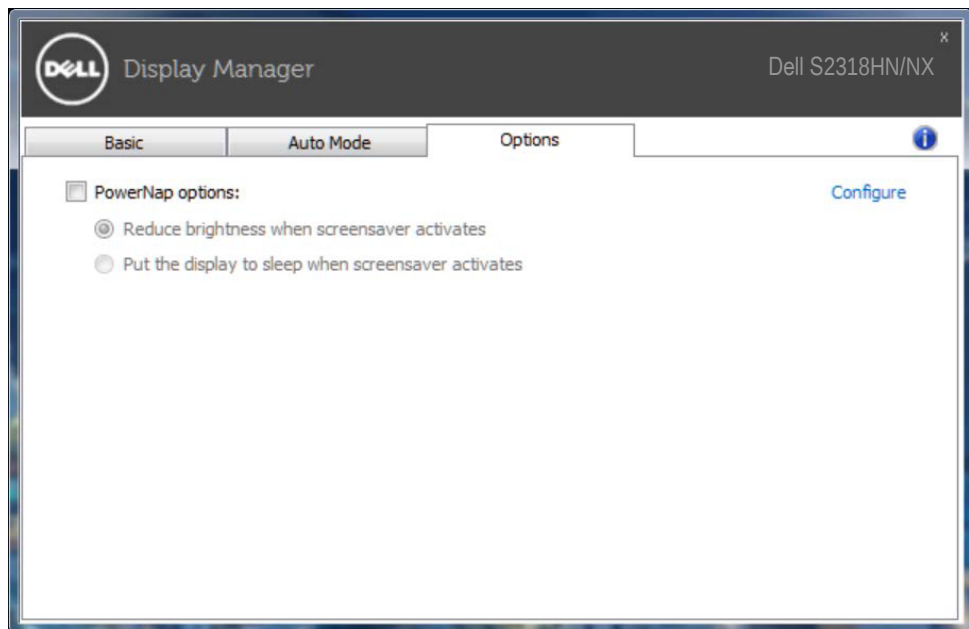 DELL Display Manager
x
Dell S2318HN/NX
Basic Auto Mode Options i
PowerNap options: Configure
Reduce brightness when screensaver activates
Put the display to sleep when screensaver activates